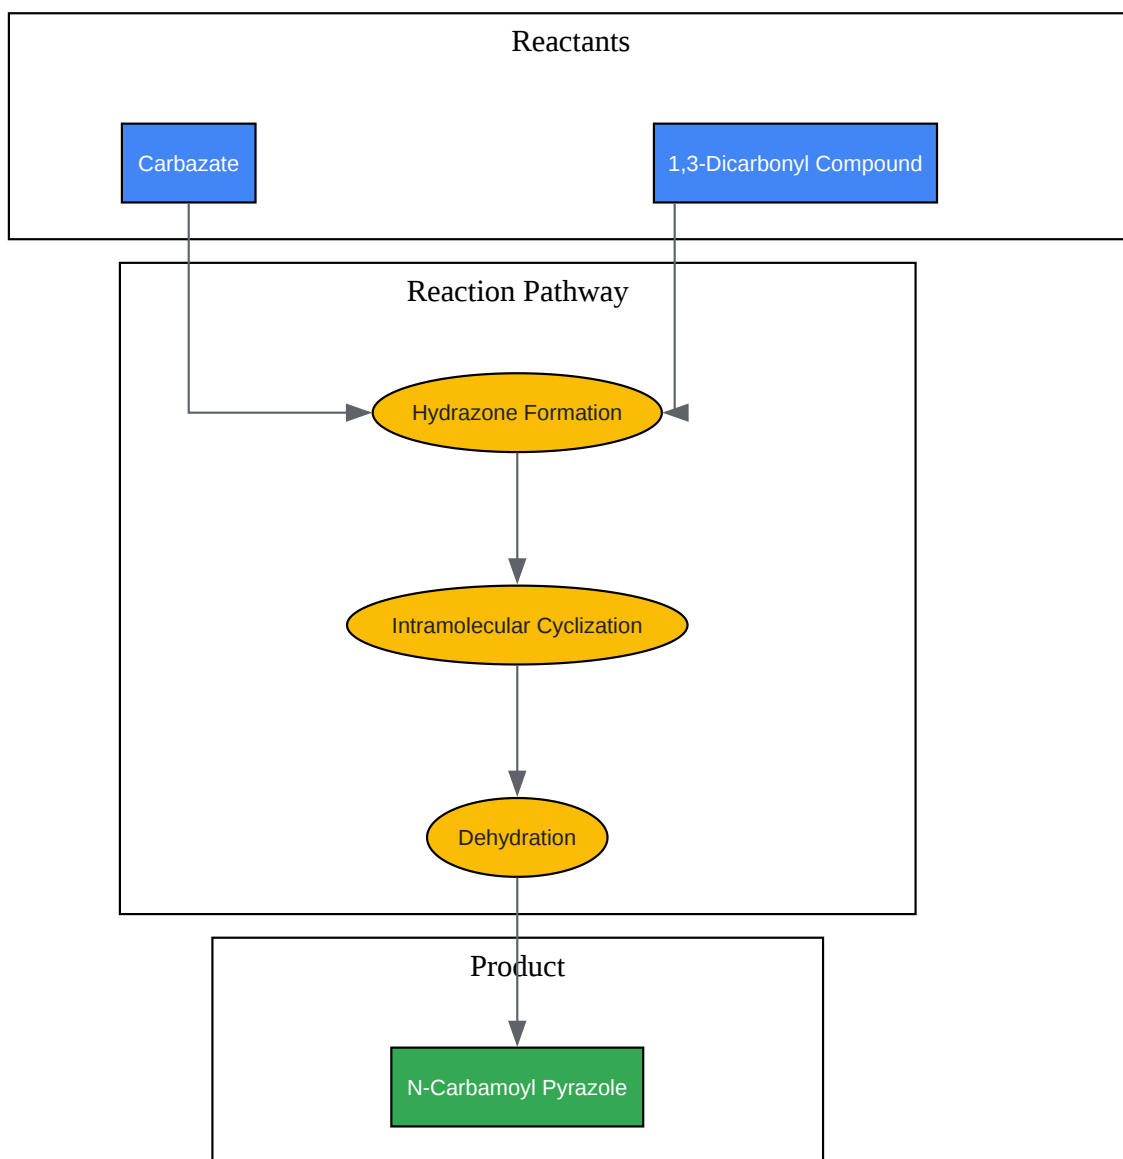 Reactants
Carbazate
1,3-Dicarbonyl Compound
Reaction Pathway
Hydrazone Formation
Intramolecular Cyclization
Dehydration
Product
N-Carbamoyl Pyrazole